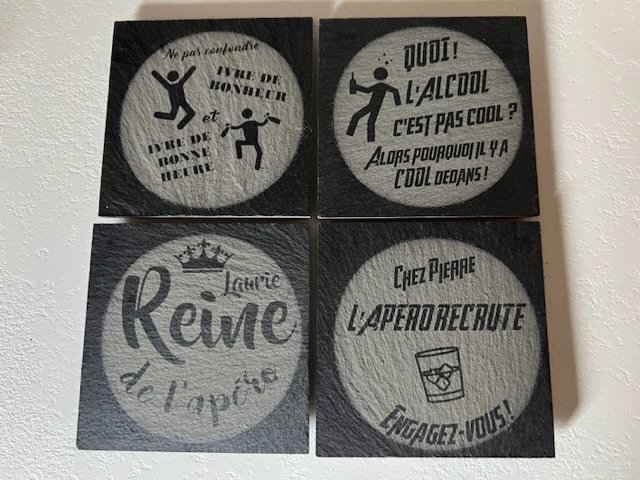 Ne pas confondre
IVRE DE
BONHEUR
et
IVRE DE
BONNE
HEURE
QUOI !
L'ALCOOL
C'EST PAS COOL ?
ALORS POURQUOI IL Y A
COOL DEDANS !
Laurie
Reine
de l'apéro
CHEZ PIERRE
L'APERO RECRUTE
ENGAGEZ-VOUS !